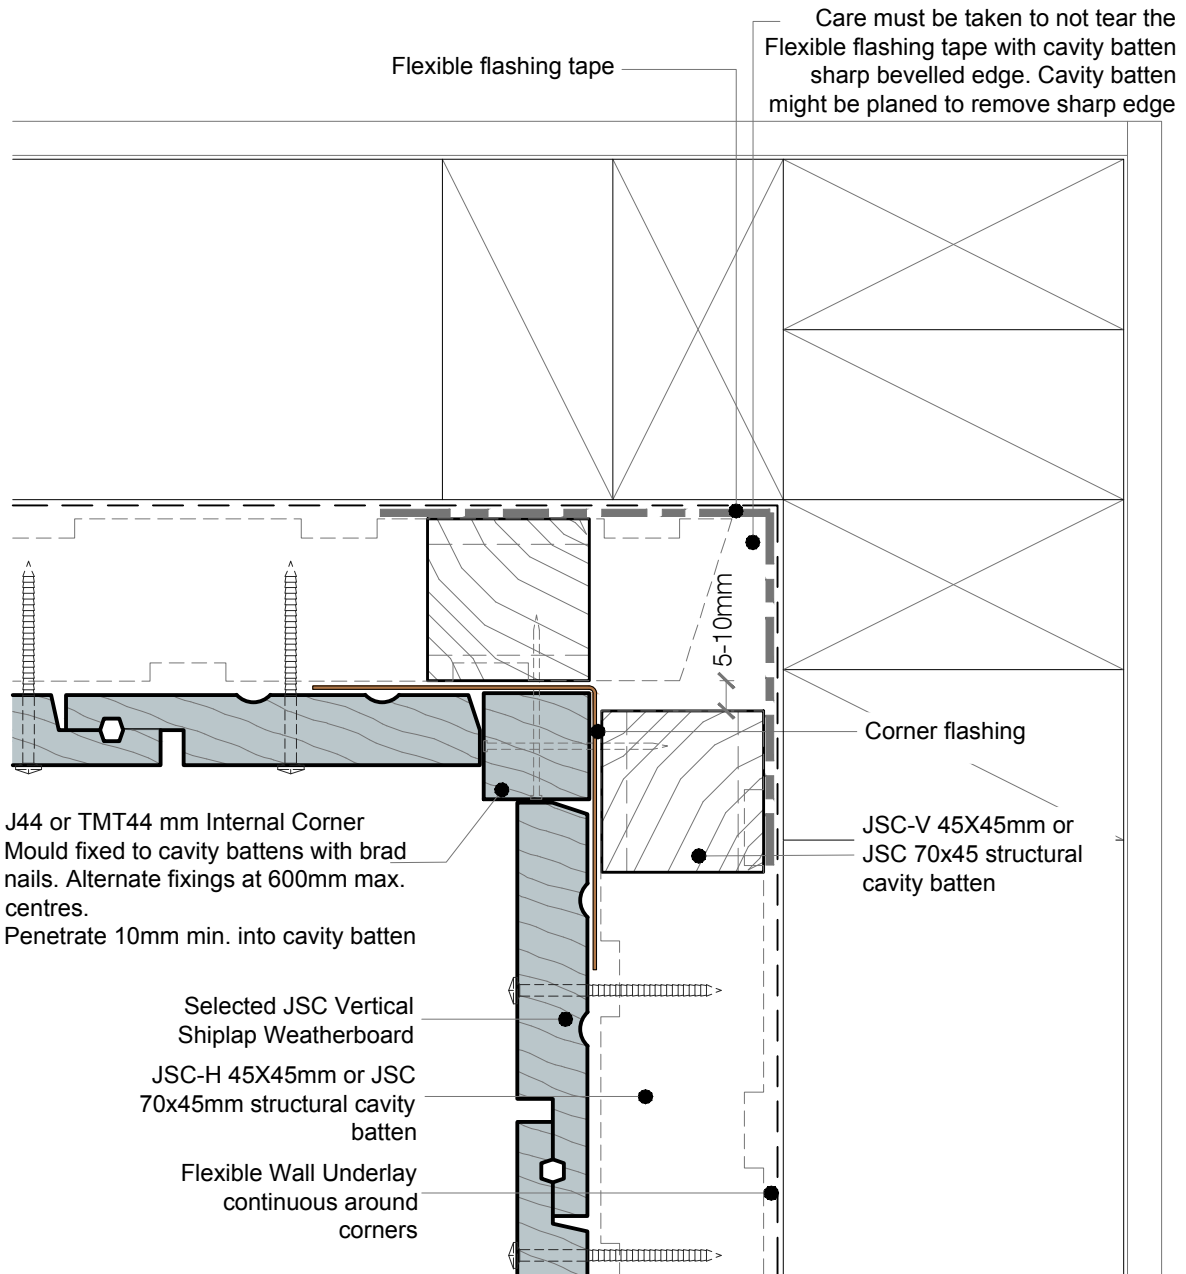 Care must be taken to not tear the
Flexible flashing tape with cavity batten
sharp bevelled edge. Cavity batten
might be planed to remove sharp edge
Flexible flashing tape
5-10mm
Corner flashing
J44 or TMT44 mm Internal Corner
Mould fixed to cavity battens with brad
nails. Alternate fixings at 600mm max.
centres.
Penetrate 10mm min. into cavity batten
JSC-V 45X45mm or
JSC 70x45 structural
cavity batten
Selected JSC Vertical
Shiplap Weatherboard
JSC-H 45X45mm or JSC
70x45mm structural cavity
batten
Flexible Wall Underlay
continuous around
corners